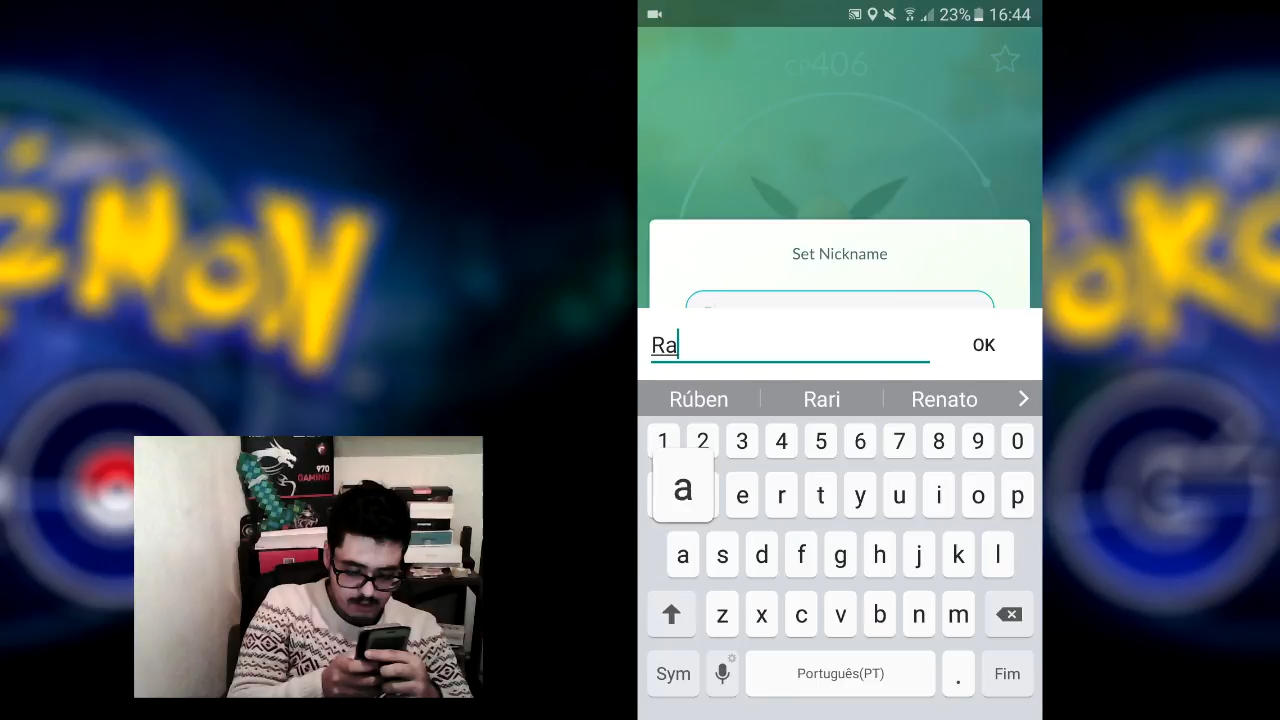 23% 16:44
CP406
Set Nickname
Ra
OK
Rúben Rari Renato
1 2 3 4 5 6 7 8 9 0
a e r t y u i o p
a s d f g h j k l
z x c v b n m
Sym Português(PT) . Fim
970
GAMING